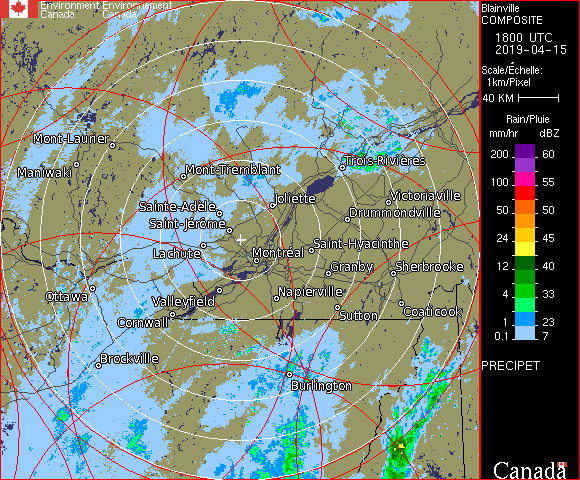 Environment Environnement
Canada Canada
Blainville
COMPOSITE
1800 UTC
2019-04-15
Scale/Échelle:
1km/Pixel
40 KM
Rain/Pluie
mm/hr dBZ
200 60
100 55
50 50
24 45
12 40
8 35
4 33
1 23
0.1 7
PRECIPET
Canada
Mont-Laurier
Maniwaki
Mont-Tremblant
Trois-Rivières
Sainte-Adèle
Joliette
Victoriaville
Drummondville
Saint-Jérôme
Lachute
Montréal
Saint-Hyacinthe
Granby
Sherbrooke
Ottawa
Valleyfield
Napierville
Cornwall
Sutton
Coaticook
Brockville
Burlington